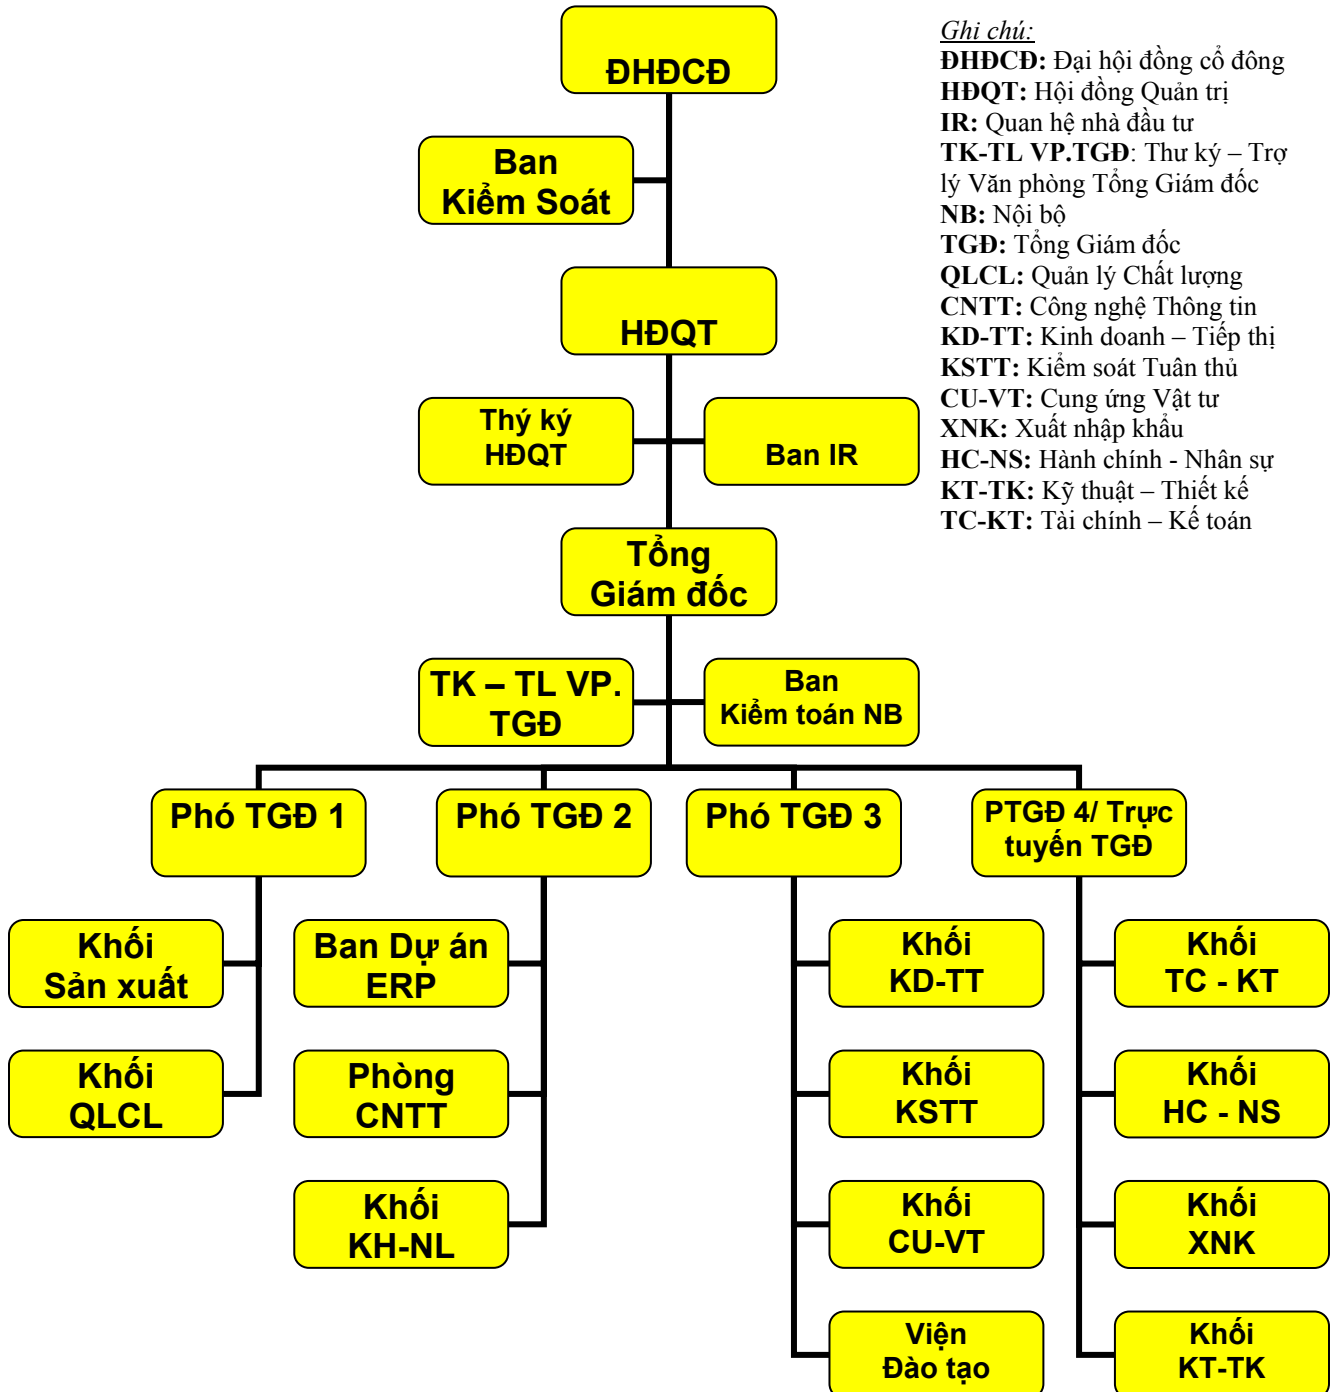 ĐHĐCĐ
Ghi chú:
ĐHĐCĐ: Đại hội đồng cổ đông
HĐQT: Hội đồng Quản trị
IR: Quan hệ nhà đầu tư
TK-TL VP.TGĐ: Thư ký – Trợ
lý Văn phòng Tổng Giám đốc
NB: Nội bộ
TGĐ: Tổng Giám đốc
QLCL: Quản lý Chất lượng
CNTT: Công nghệ Thông tin
KD-TT: Kinh doanh – Tiếp thị
KSTT: Kiểm soát Tuân thủ
CU-VT: Cung ứng Vật tư
XNK: Xuất nhập khẩu
HC-NS: Hành chính - Nhân sự
KT-TK: Kỹ thuật – Thiết kế
TC-KT: Tài chính – Kế toán
Ban
Kiểm Soát
HĐQT
Thý ký
HĐQT
Ban IR
Tổng
Giám đốc
TK – TL VP.
TGĐ
Ban
Kiểm toán NB
Phó TGĐ 1
Phó TGĐ 2
Phó TGĐ 3
PTGĐ 4/ Trực
tuyến TGĐ
Khối
Sản xuất
Ban Dự án
ERP
Khối
KD-TT
Khối
TC - KT
Khối
QLCL
Phòng
CNTT
Khối
KSTT
Khối
HC - NS
Khối
KH-NL
Khối
CU-VT
Khối
XNK
Viện
Đào tạo
Khối
KT-TK